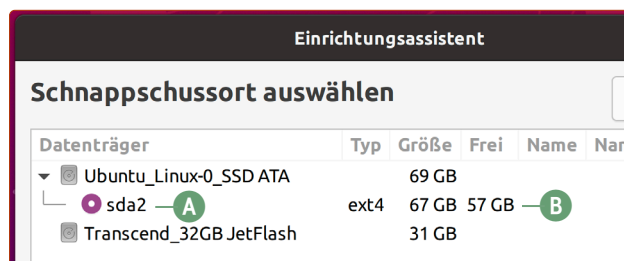 Einrichtungsassistent
Schnappschussort auswählen
Datenträger Typ Größe Frei Name Nar
Ubuntu_Linux-0_SSD ATA 69 GB
sda2 A ext4 67 GB 57 GB B
Transcend_32GB JetFlash 31 GB